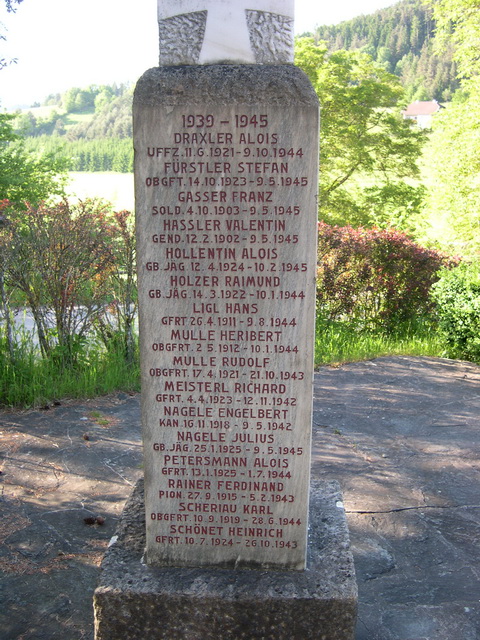 1939 - 1945
DRAXLER ALOIS
UFFZ. 11.6.1921 - 9.10.1944
FÜRSTLER STEFAN
OBGFT. 14.10.1923 - 9.5.1945
GASSER FRANZ
SOLD. 4.10.1903 - 9.5.1945
HASSLER VALENTIN
GEND. 12.2.1902 - 9.5.1945
HOLLENTIN ALOIS
GB.JÄG. 12.4.1924 - 10.2.1945
HOLZER RAIMUND
GB.JÄG. 14.3.1922 - 10.1.1944
LIGL HANS
GFRT. 26.4.1911 - 9.8.1944
MULLE HERIBERT
OBGFRT. 2.5.1912 - 10.1.1944
MULLE RUDOLF
OBGFRT. 17.4.1921 - 21.10.1943
MEISTERL RICHARD
GFRT. 4.4.1923 - 12.11.1942
NAGELE ENGELBERT
KAN. 16.11.1918 - 9.5.1942
NAGELE JULIUS
GB.JÄG. 25.1.1925 - 9.5.1945
PETERSMANN ALOIS
GFRT. 13.1.1925 - 1.7.1944
RAINER FERDINAND
PION. 27.9.1915 - 5.2.1943
SCHERIAU KARL
OBGFRT. 10.9.1919 - 28.6.1944
SCHÖNET HEINRICH
GFRT. 10.7.1924 - 26.10.1943